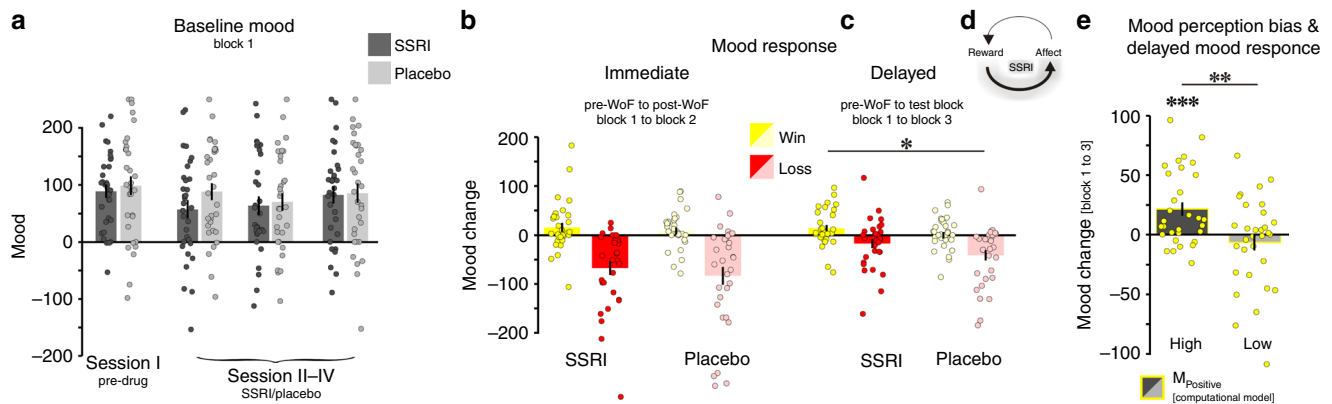 a
Baseline mood
block 1
SSRI
Placebo
Mood
200
100
0
−100
−200
Session I
pre-drug
Session II–IV
SSRI/placebo
b
c
Mood response
Immediate
pre-WoF to post-WoF
block 1 to block 2
Delayed
pre-WoF to test block
block 1 to block 3
Win
Loss
*
Mood change
200
100
0
−100
−200
SSRI
Placebo
SSRI
Placebo
d
Reward
Affect
SSRI
e
Mood perception bias &
delayed mood responce
**
***
Mood change [block 1 to 3]
100
50
0
−50
−100
High
Low
MPositive
[computational model]